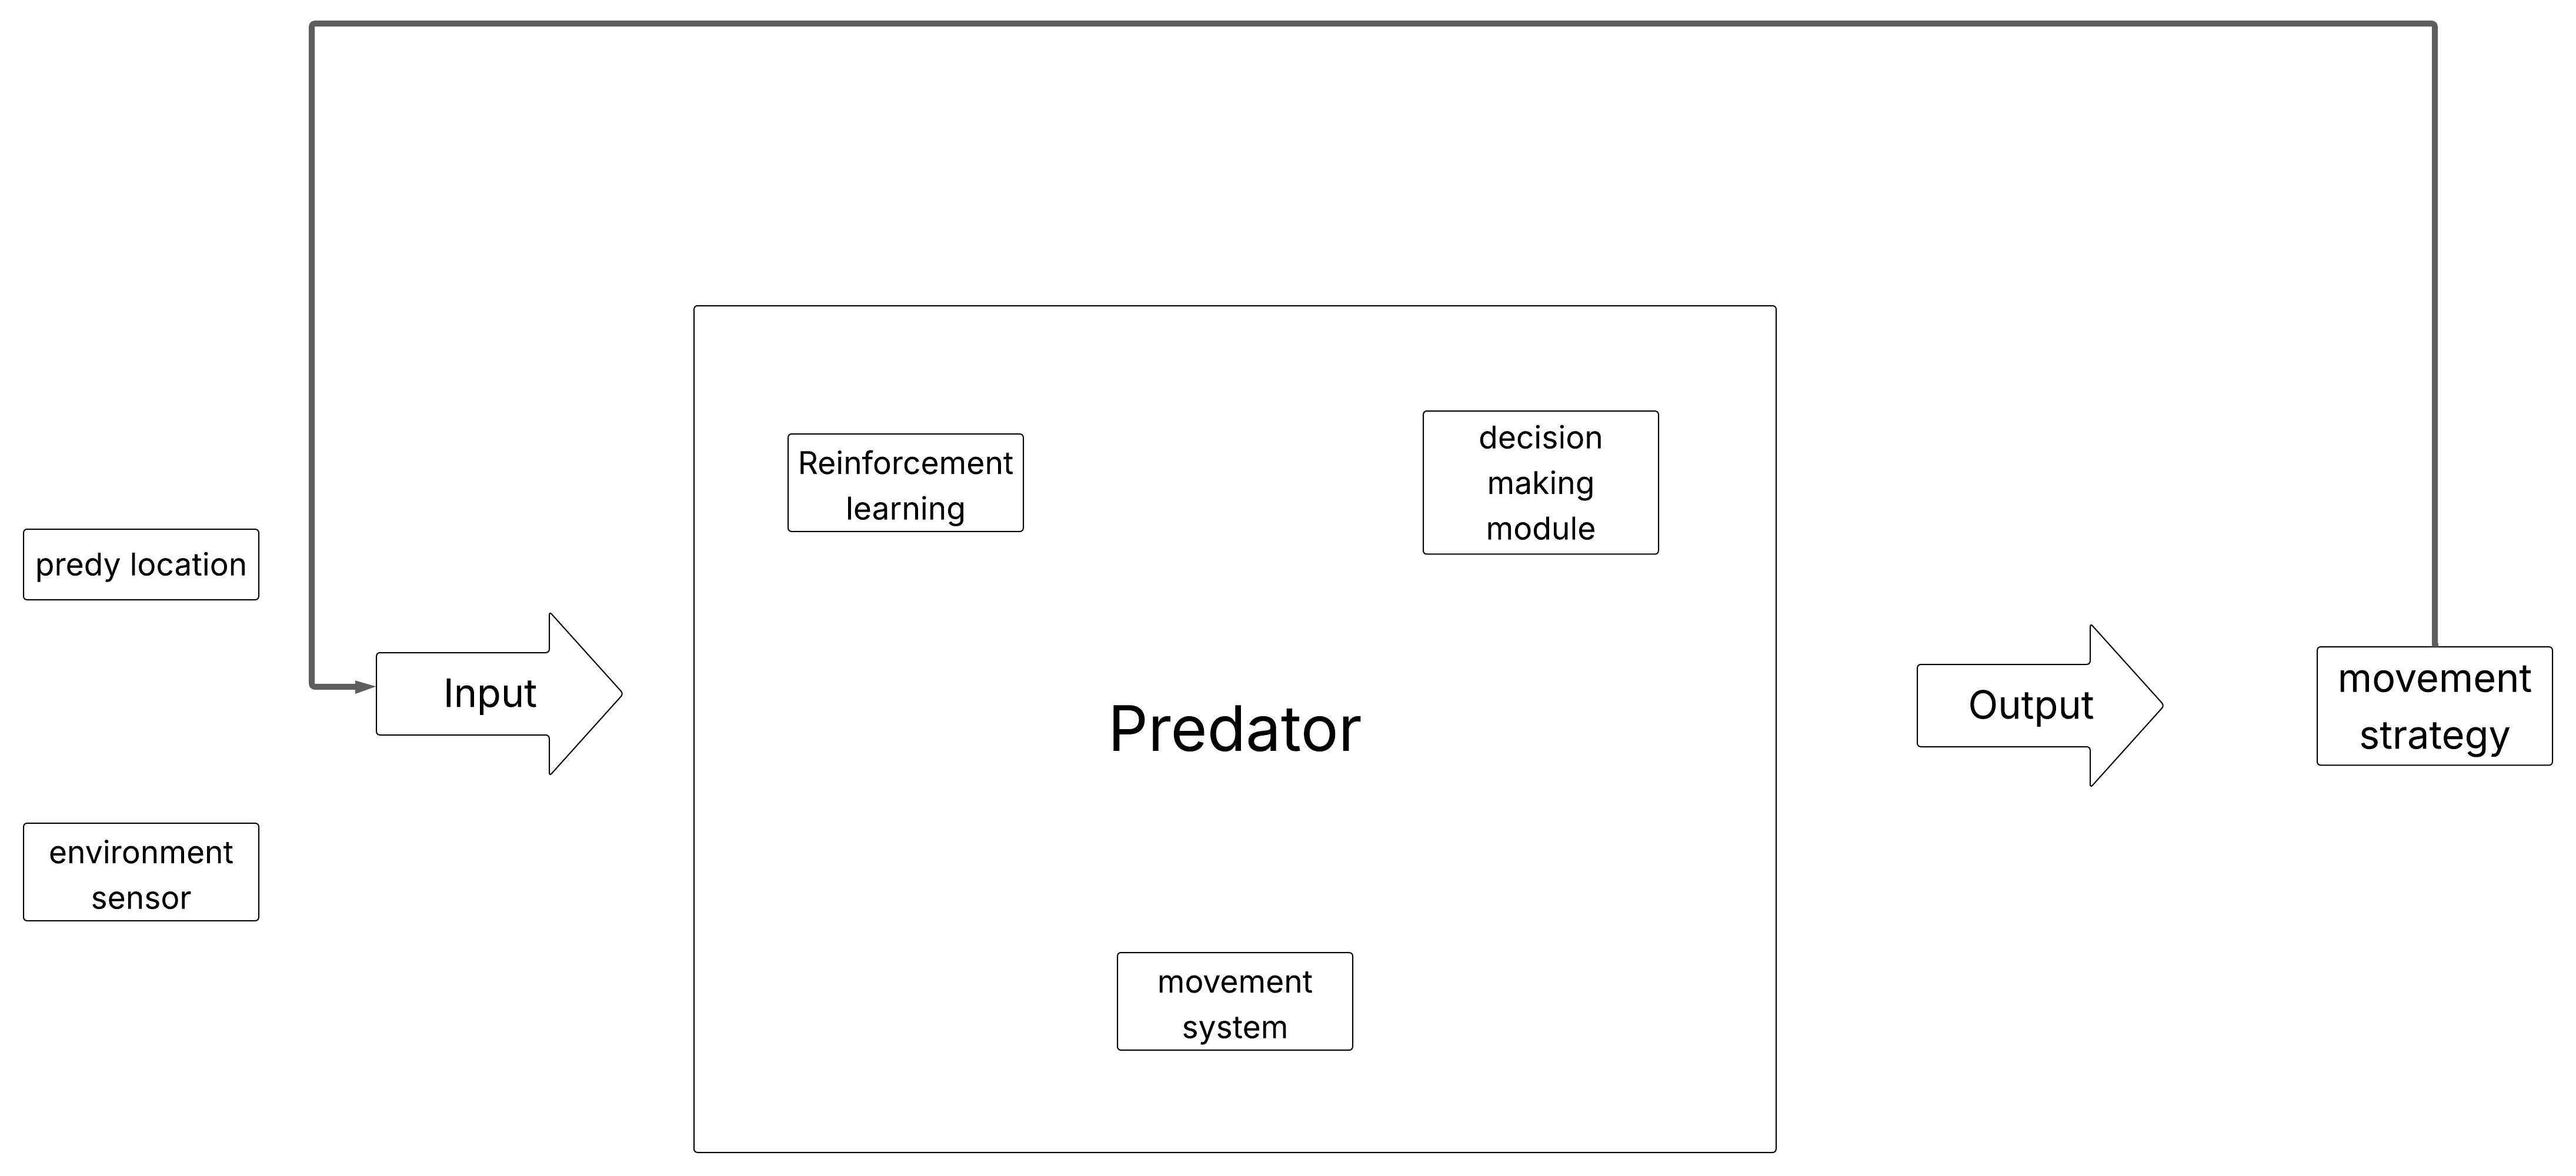 predy location
environment
sensor
Input
Reinforcement
learning
decision
making
module
Predator
movement
system
Output
movement
strategy